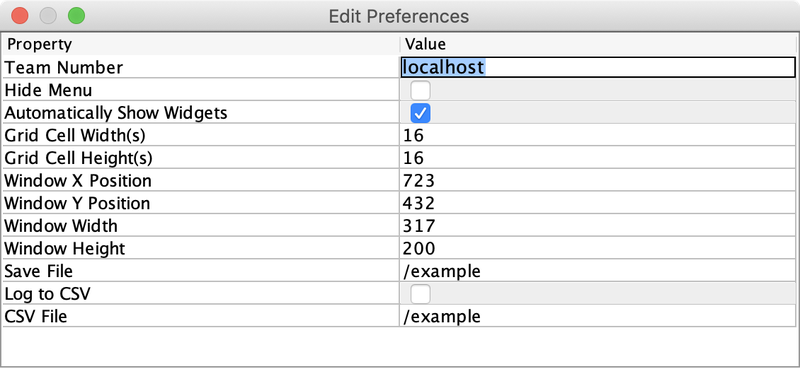 Edit Preferences
Property Value
Team Number localhost
Hide Menu
Automatically Show Widgets
Grid Cell Width(s) 16
Grid Cell Height(s) 16
Window X Position 723
Window Y Position 432
Window Width 317
Window Height 200
Save File /example
Log to CSV
CSV File /example